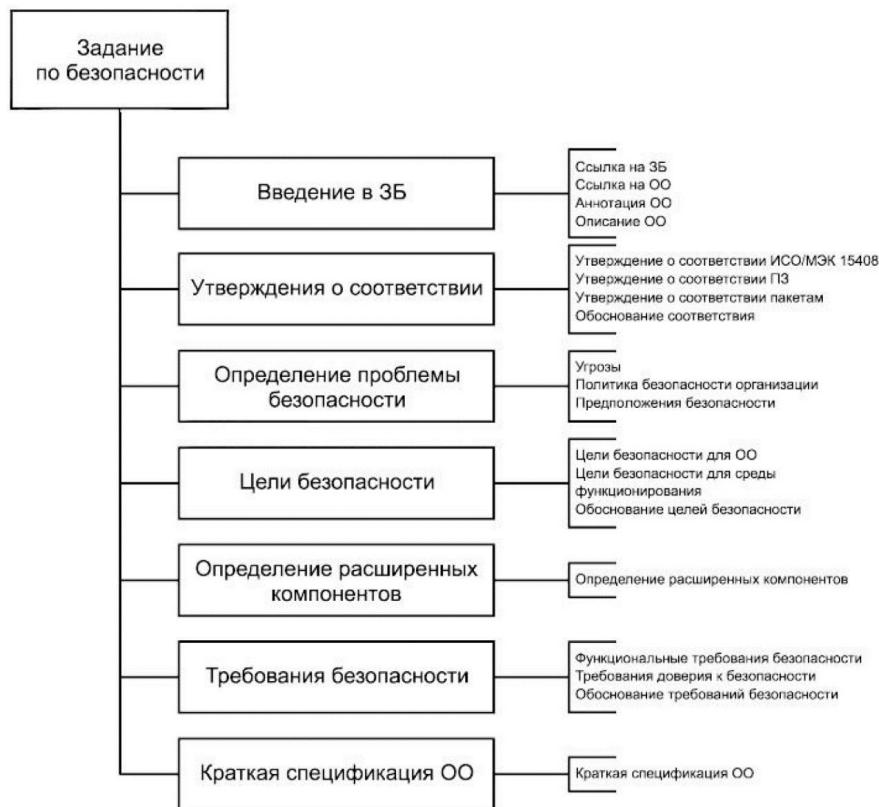 Задание
по безопасности
Введение в ЗБ
Ссылка на ЗБ
Ссылка на ОО
Аннотация ОО
Описание ОО
Утверждения о соответствии
Утверждение о соответствии ИСО/МЭК 15408
Утверждение о соответствии ПЗ
Утверждение о соответствии пакетам
Обоснование соответствия
Определение проблемы
безопасности
Угрозы
Политика безопасности организации
Предположения безопасности
Цели безопасности
Цели безопасности для ОО
Цели безопасности для среды
функционирования
Обоснование целей безопасности
Определение расширенных
компонентов
Определение расширенных компонентов
Требования безопасности
Функциональные требования безопасности
Требования доверия к безопасности
Обоснование требований безопасности
Краткая спецификация ОО
Краткая спецификация ОО